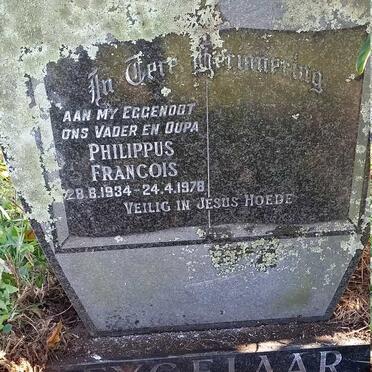 In Tere Herinnering
AAN MY EGGENOOT
ONS VADER EN OUPA
PHILIPPUS
FRANCOIS
28.8.1934 - 24.4.1978
VEILIG IN JESUS HOEDE